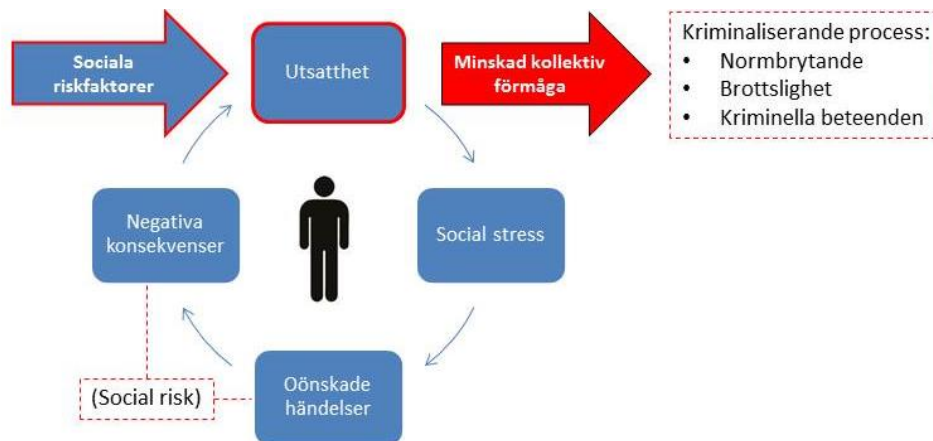 Sociala
riskfaktorer
Utsatthet
Minskad kollektiv
förmåga
Kriminaliserande process:
• Normbrytande
• Brottslighet
• Kriminella beteenden
Negativa
konsekvenser
Social stress
(Social risk)
Oönskade
händelser